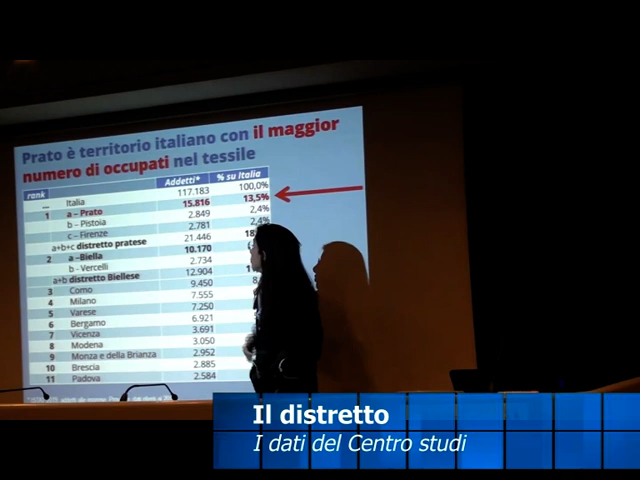 Prato è territorio italiano con il maggior
numero di occupati nel tessile
rank Addetti* % su Italia
__ Italia 117.183 100,0%
1 a – Prato 15.816 13,5%
b – Pistoia 2.849 2,4%
c – Firenze 2.781 2,4%
a+b+c distretto pratese 21.446
2 a –Biella 10.170
b - Vercelli 2.734
a+b distretto Biellese 12.904
3 Como 9.450
4 Milano 7.555
5 Varese 7.250
6 Bergamo 6.921
7 Vicenza 3.691
8 Modena 3.050
9 Monza e della Brianza 2.952
10 Brescia 2.885
11 Padova 2.584
Il distretto
I dati del Centro studi